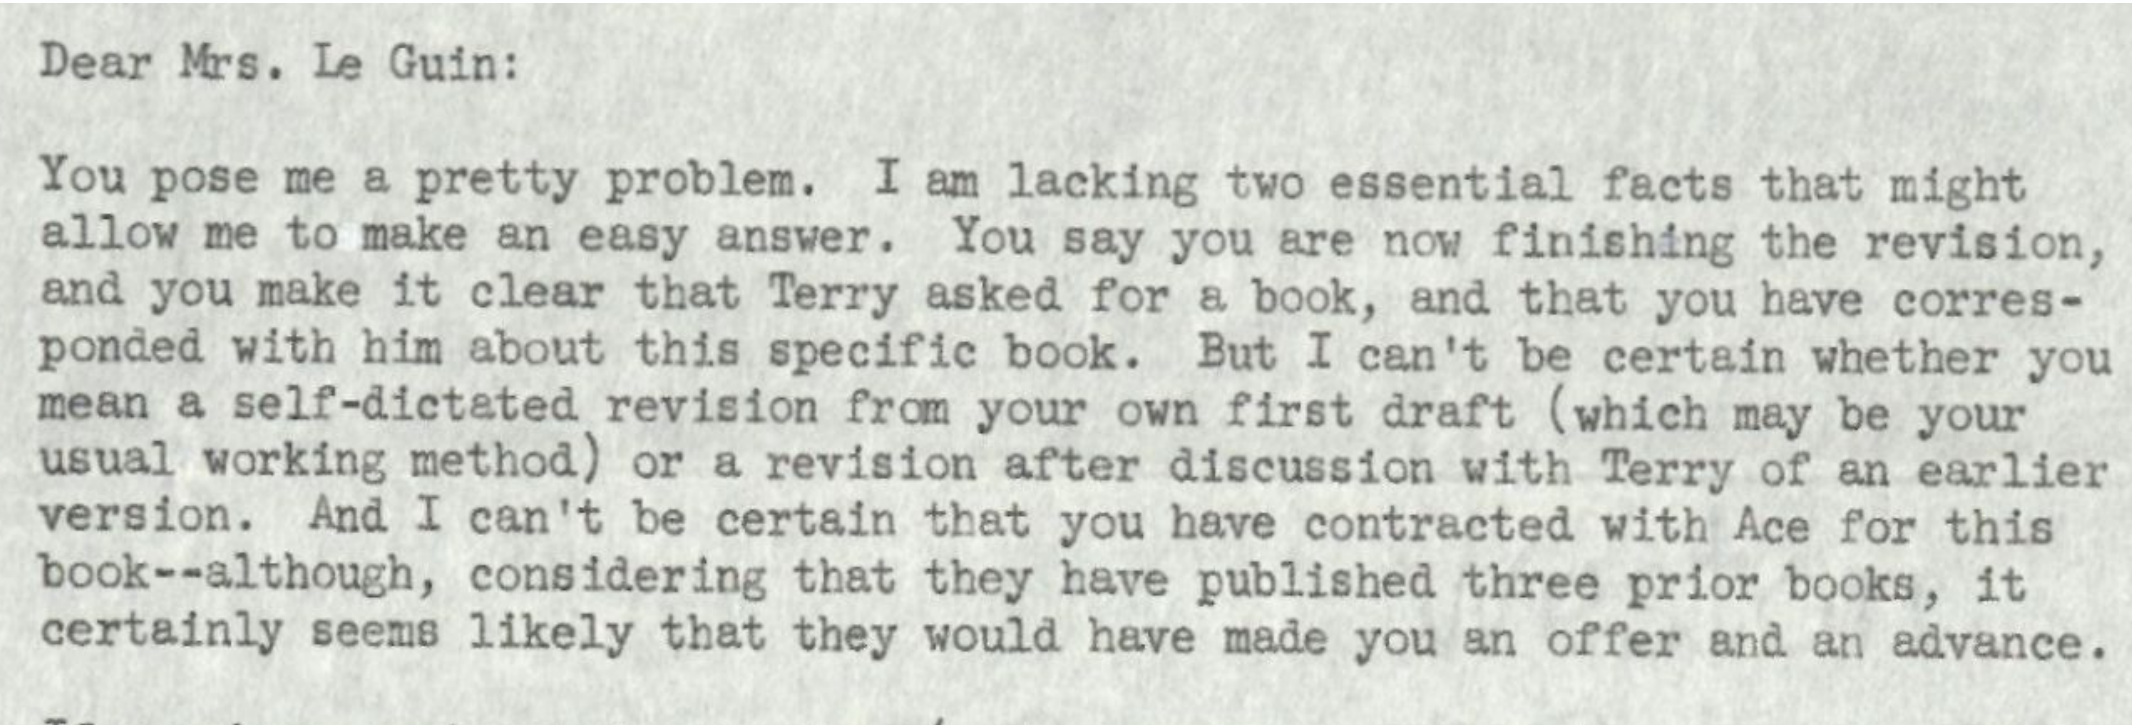 Dear Mrs. Le Guin:
You pose me a pretty problem.  I am lacking two essential facts that might
allow me to make an easy answer.  You say you are now finishing the revision,
and you make it clear that Terry asked for a book, and that you have corres-
ponded with him about this specific book.  But I can't be certain whether you
mean a self-dictated revision from your own first draft (which may be your
usual working method) or a revision after discussion with Terry of an earlier
version.  And I can't be certain that you have contracted with Ace for this
book--although, considering that they have published three prior books, it
certainly seems likely that they would have made you an offer and an advance.